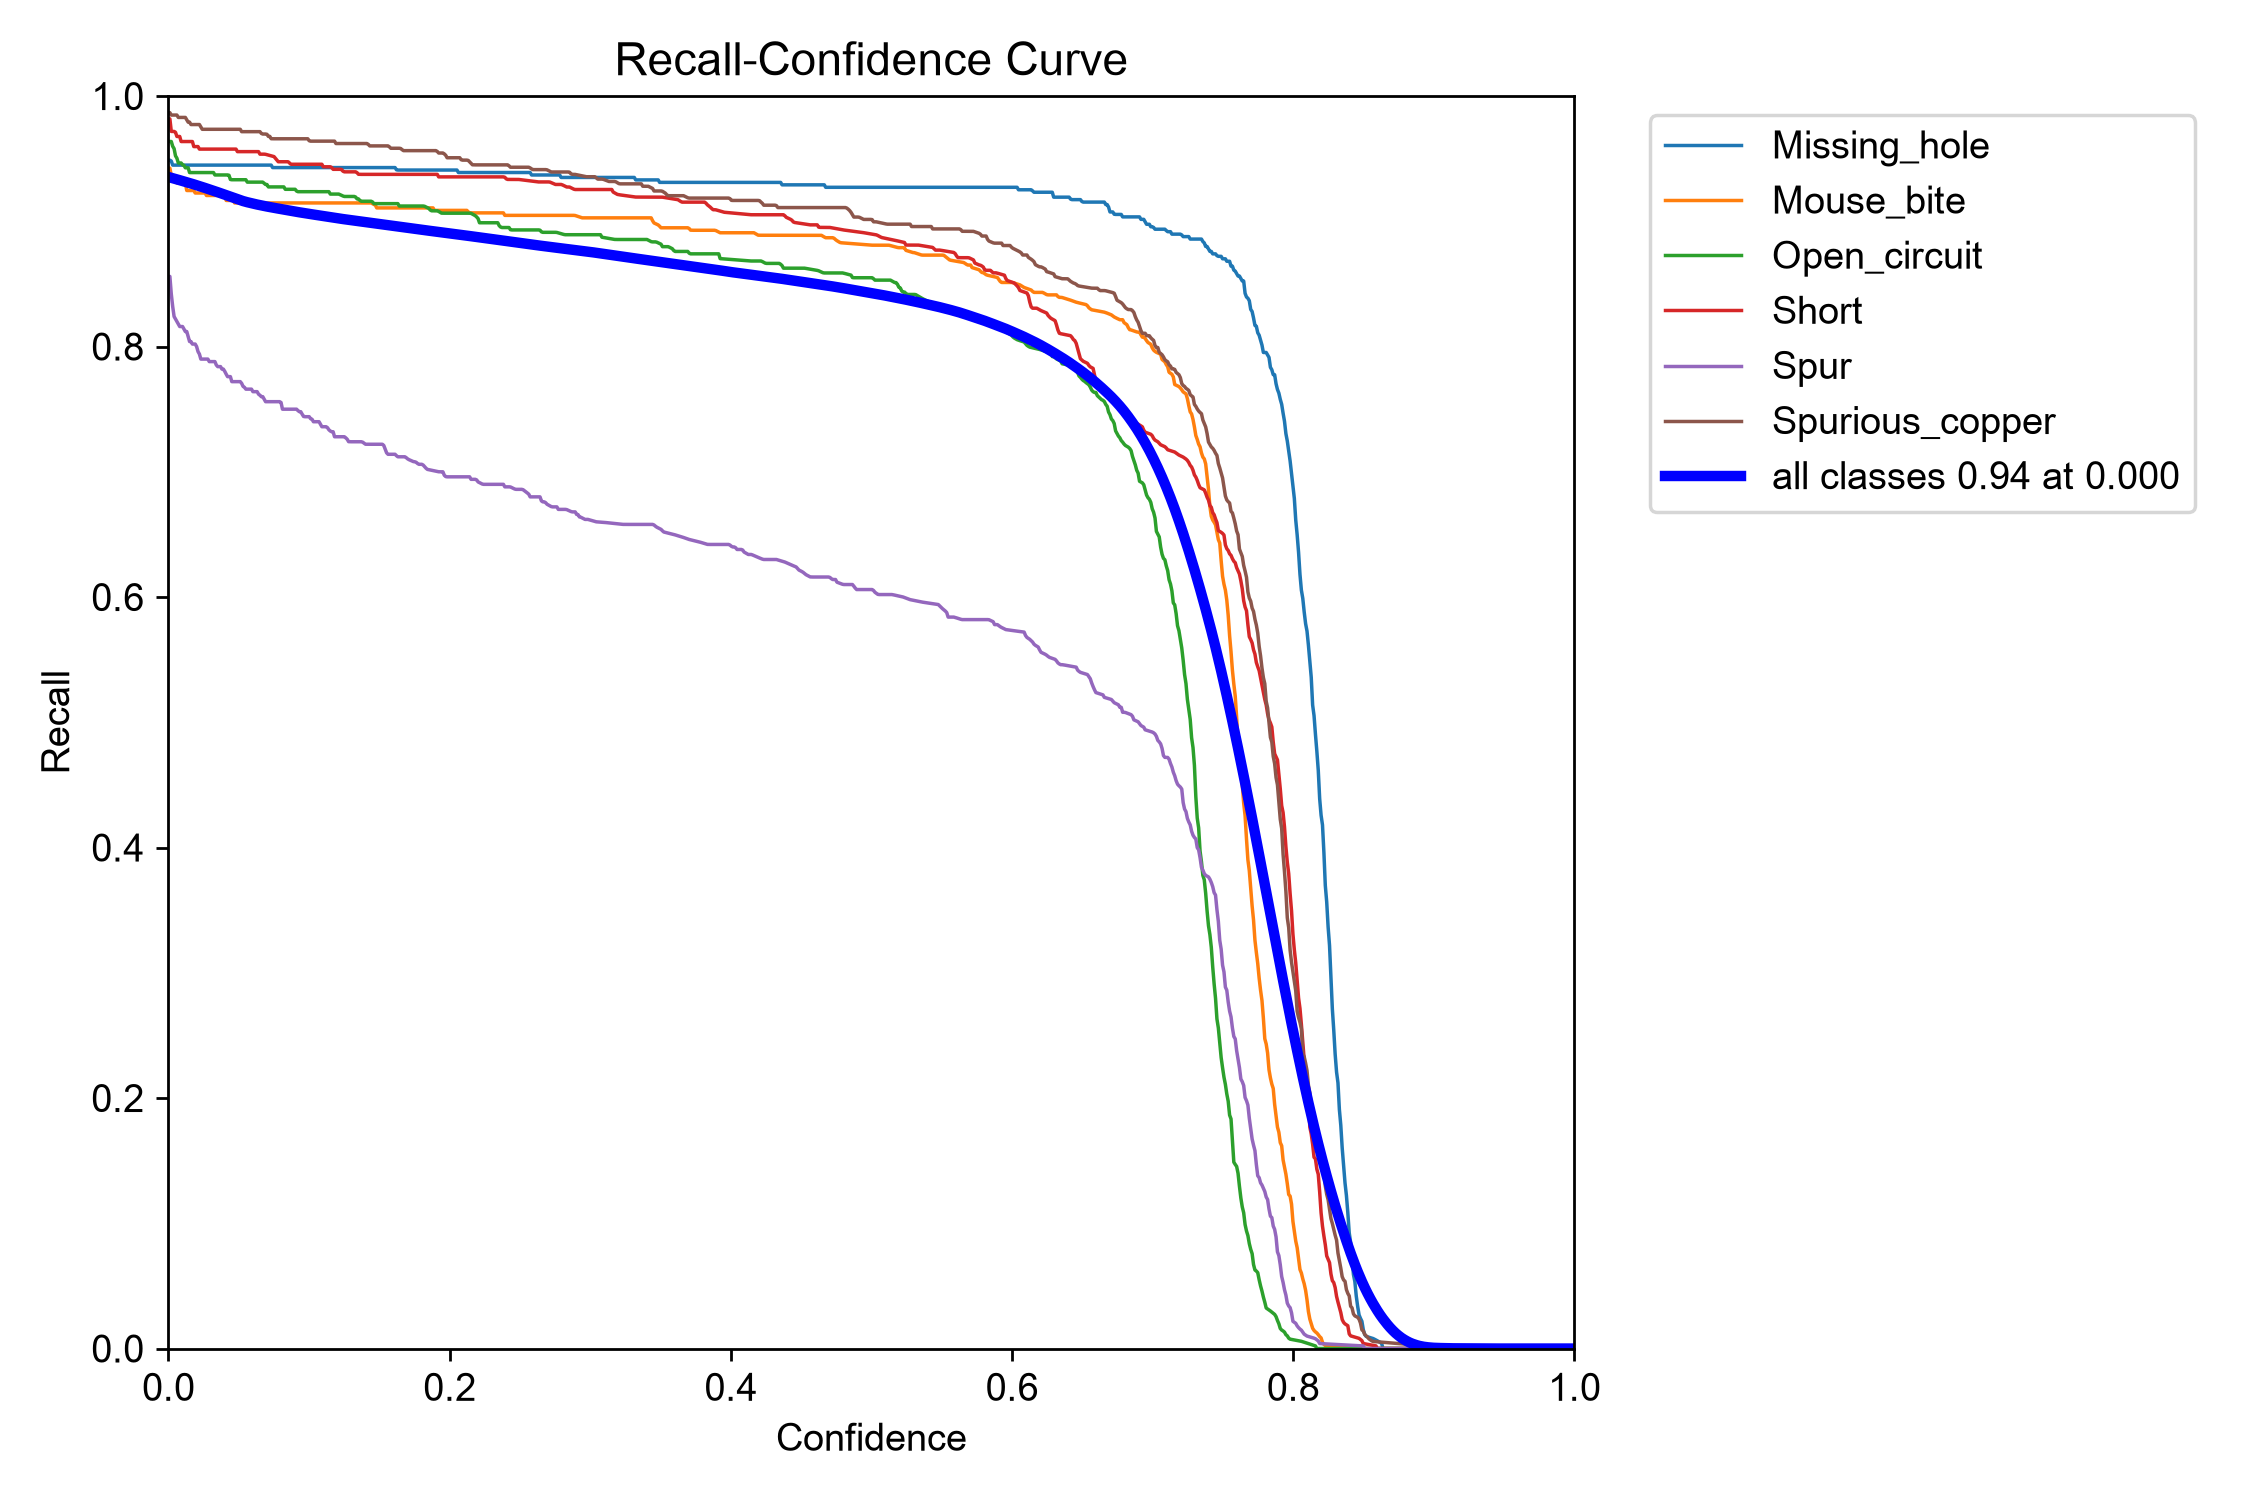 Recall-Confidence Curve
1.0
0.8
0.6
0.4
0.2
0.0
Recall
0.0 0.2 0.4 0.6 0.8 1.0
Confidence
Missing_hole
Mouse_bite
Open_circuit
Short
Spur
Spurious_copper
all classes 0.94 at 0.000